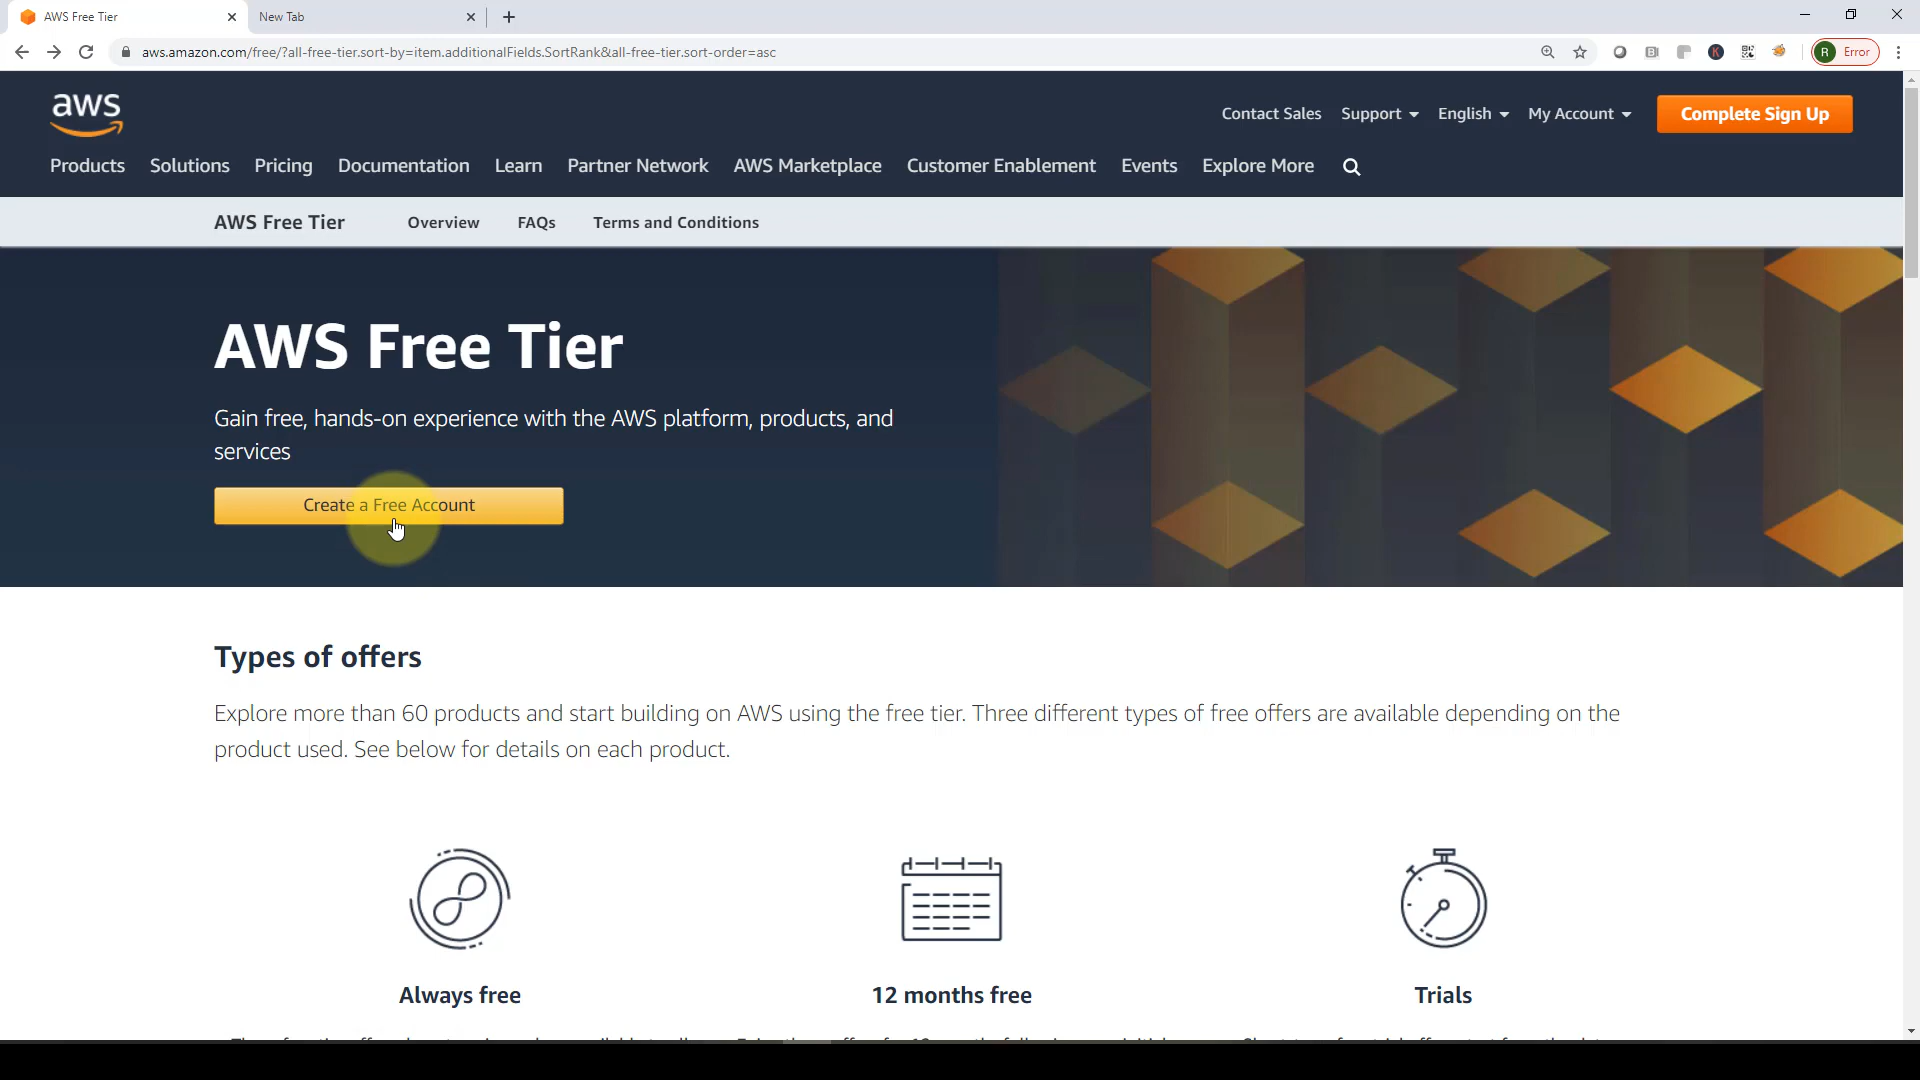 AWS Free Tier
New Tab
aws.amazon.com/free/?all-free-tier.sort-by=item.additionalFields.SortRank&all-free-tier.sort-order=asc
R Error
aws
Contact Sales Support English My Account Complete Sign Up
Products Solutions Pricing Documentation Learn Partner Network AWS Marketplace Customer Enablement Events Explore More
AWS Free Tier Overview FAQs Terms and Conditions
AWS Free Tier
Gain free, hands-on experience with the AWS platform, products, and
services
Create a Free Account
Types of offers
Explore more than 60 products and start building on AWS using the free tier. Three different types of free offers are available depending on the
product used. See below for details on each product.
Always free
12 months free
Trials